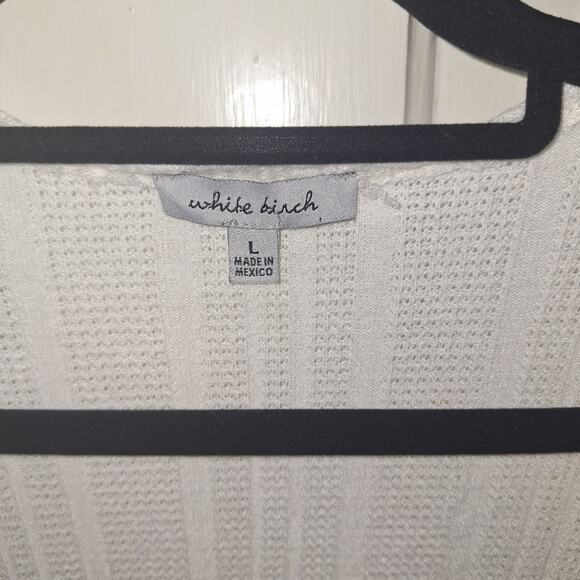 white birch
L
MADE IN
MEXICO